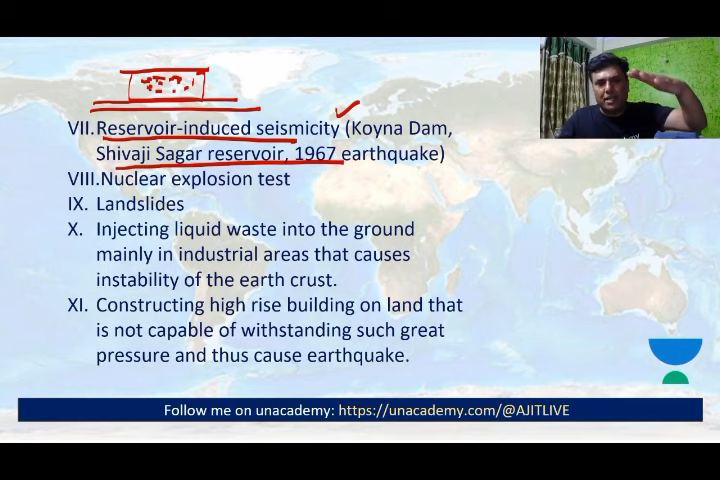 VII. Reservoir-induced seismicity (Koyna Dam,
Shivaji Sagar reservoir, 1967 earthquake)
VIII.Nuclear explosion test
IX. Landslides
X. Injecting liquid waste into the ground
mainly in industrial areas that causes
instability of the earth crust.
XI. Constructing high rise building on land that
is not capable of withstanding such great
pressure and thus cause earthquake.
Follow me on unacademy: https://unacademy.com/@AJITLIVE